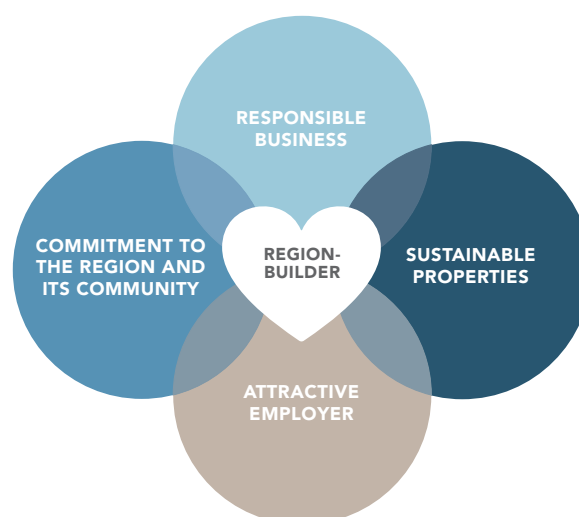 RESPONSIBLE
BUSINESS
COMMITMENT TO
THE REGION AND
ITS COMMUNITY
REGION-
BUILDER
SUSTAINABLE
PROPERTIES
ATTRACTIVE
EMPLOYER